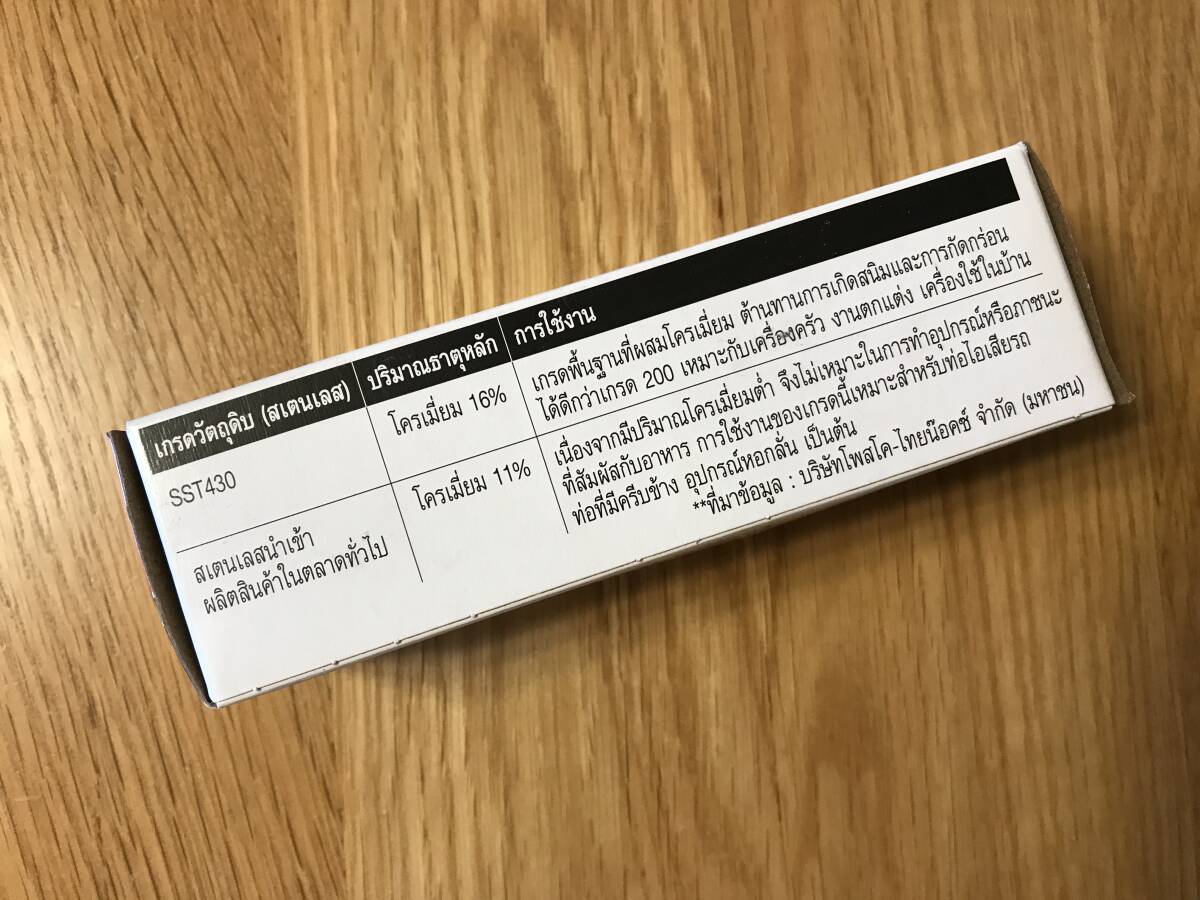 เกรดวัตถุดิบ (สเตนเลส) ปริมาณธาตุหลัก การใช้งาน
SST430 โครเมี่ยม 16% เกรดพื้นฐานที่ผสมโครเมี่ยม ต้านทานการเกิดสนิมและการกัดกร่อน
ได้ดีกว่าเกรด 200 เหมาะกับเครื่องครัว งานตกแต่ง เครื่องใช้ในบ้าน
สเตนเลสนำเข้า โครเมี่ยม 11% เนื่องจากมีปริมาณโครเมี่ยมต่ำ จึงไม่เหมาะในการทำอุปกรณ์หรือภาชนะ
ผลิตสินค้าในตลาดทั่วไป ที่สัมผัสกับอาหาร การใช้งานของเกรดนี้เหมาะสำหรับท่อไอเสียรถ
ท่อที่มีครีบข้าง อุปกรณ์หอกลั่น เป็นต้น
**ที่มาข้อมูล : บริษัทโพสโค-ไทยน๊อคซ์ จำกัด (มหาชน)